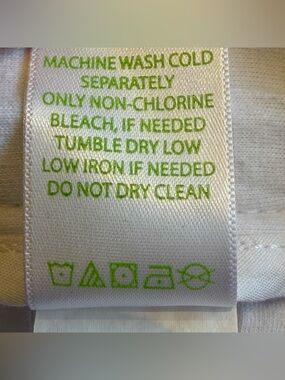 MACHINE WASH COLD
SEPARATELY
ONLY NON-CHLORINE
BLEACH, IF NEEDED
TUMBLE DRY LOW
LOW IRON IF NEEDED
DO NOT DRY CLEAN